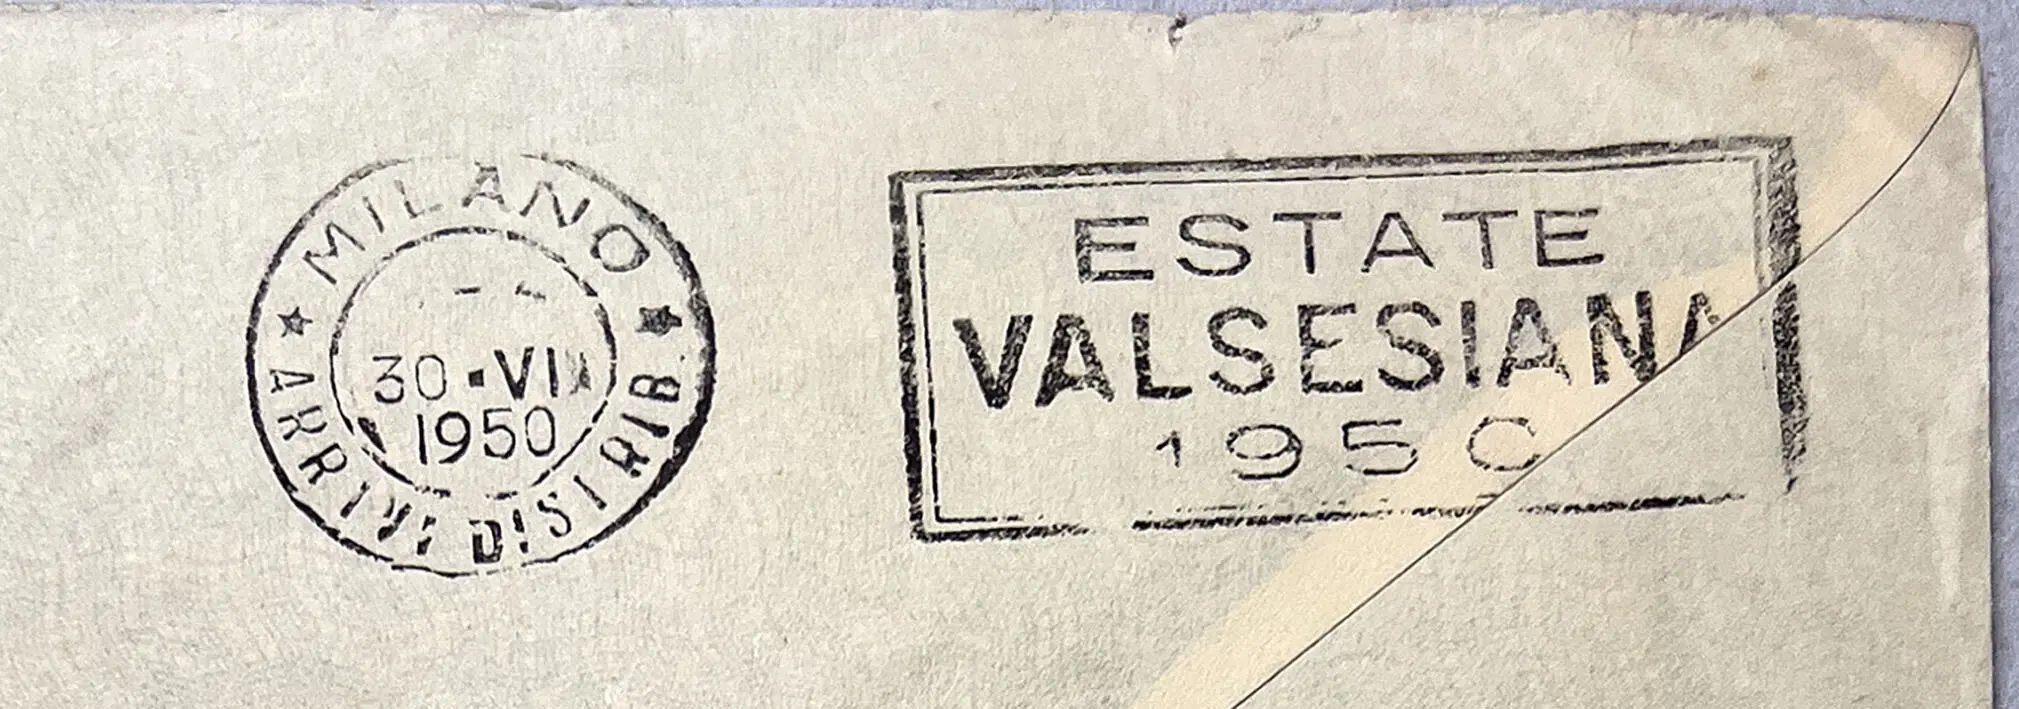 MILANO
30·VI
1950
ARRIVI DISTRIB
ESTATE
VALSESIANA
1950